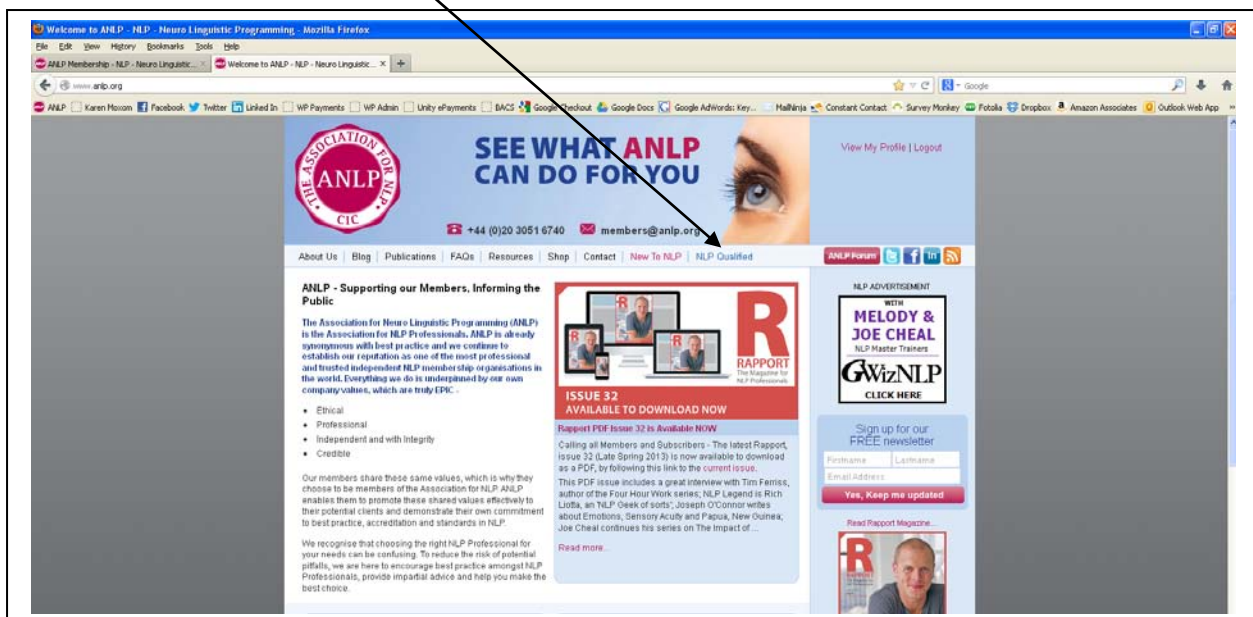 Welcome to ANLP - NLP - Neuro Linguistic Programming - Mozilla Firefox
File Edit View History Bookmarks Tools Help
ANLP Membership - NLP - Neuro Linguistic... × Welcome to ANLP - NLP - Neuro Linguistic... × +
www.anlp.org
Google
ANLP Karen Moxom Facebook Twitter Linked In WP Payments WP Admin Unity ePayments BACS Google Checkout Google Docs Google AdWords: Key... MailNinja Constant Contact Survey Monkey Fotolia Dropbox Amazon Associates Outlook Web App »
THE ASSOCIATION FOR NLP
ANLP
CIC
SEE WHAT ANLP
CAN DO FOR YOU
+44 (0)20 3051 6740 members@anlp.org
View My Profile | Logout
About Us | Blog | Publications | FAQs | Resources | Shop | Contact | New To NLP | NLP Qualified
ANLP Forum
ANLP - Supporting our Members, Informing the
Public
The Association for Neuro Linguistic Programming (ANLP)
is the Association for NLP Professionals. ANLP is already
synonymous with best practice and we continue to
establish our reputation as one of the most professional
and trusted independent NLP membership organisations in
the world. Everything we do is underpinned by our own
company values, which are truly EPIC -
• Ethical
• Professional
• Independent and with Integrity
• Credible
Our members share these same values, which is why they
choose to be members of the Association for NLP. ANLP
enables them to promote these shared values effectively to
their potential clients and demonstrate their own commitment
to best practice, accreditation and standards in NLP.
We recognise that choosing the right NLP Professional for
your needs can be confusing. To reduce the risk of potential
pitfalls, we are here to encourage best practice amongst NLP
Professionals, provide impartial advice and help you make the
best choice.
R
RAPPORT
The Magazine for
NLP Professionals
ISSUE 32
AVAILABLE TO DOWNLOAD NOW
Rapport PDF Issue 32 is Available NOW
Calling all Members and Subscribers - The latest Rapport,
issue 32 (Late Spring 2013) is now available to download
as a PDF, by following this link to the current issue.
This PDF issue includes a great interview with Tim Ferriss,
author of the Four Hour Work series; NLP Legend is Rich
Liotta, an 'NLP Geek of sorts'; Joseph O'Connor writes
about Emotions, Sensory Acuity and Papua, New Guinea;
Joe Cheal continues his series on The Impact of ...
Read more...
NLP ADVERTISEMENT
WITH
MELODY &
JOE CHEAL
NLP Master Trainers
GWizNLP
CLICK HERE
Sign up for our
FREE newsletter
Firstname Lastname
Email Address
Yes, Keep me updated
Read Rapport Magazine...
R
RAPPORT